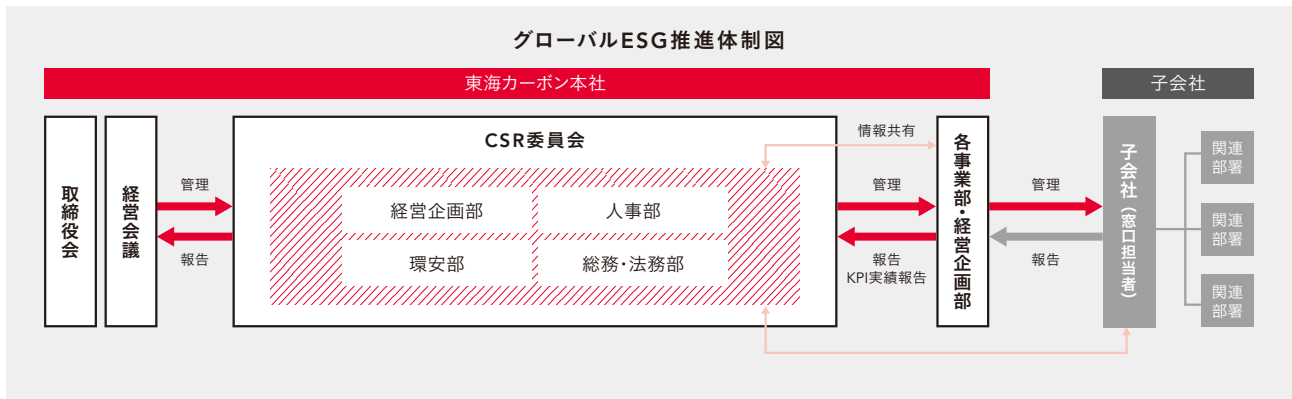 グローバルESG推進体制図
東海カーボン本社
子会社
取締役会
経営会議
管理
報告
CSR委員会
経営企画部
人事部
環安部
総務・法務部
情報共有
管理
報告
KPI実績報告
各事業部・経営企画部
管理
報告
子会社（窓口担当者）
関連
部署
関連
部署
関連
部署